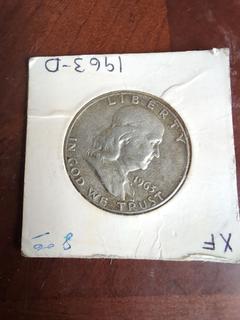 1963-D
LIBERTY
IN GOD WE TRUST
1963
XF
8 00